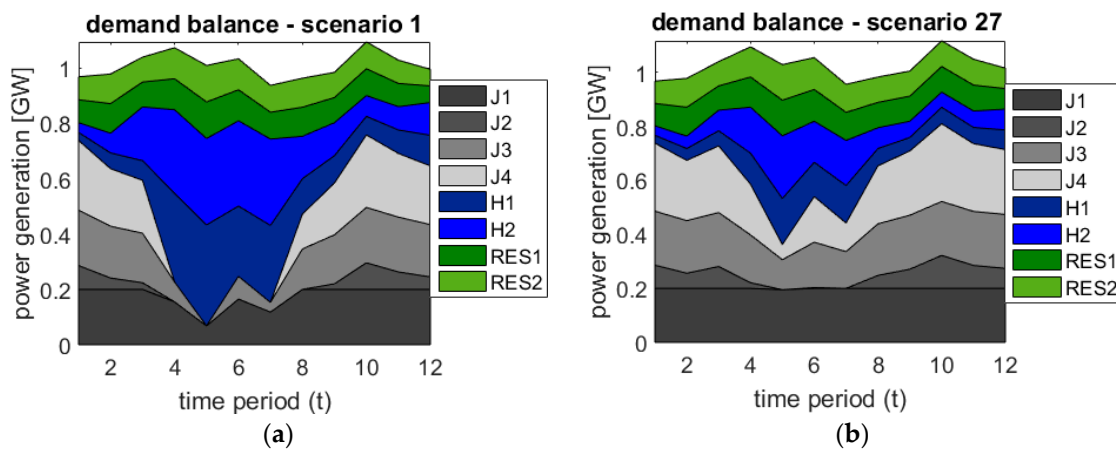 demand balance - scenario 1
power generation [GW]
1
0.8
0.6
0.4
0.2
0
2 4 6 8 10 12
time period (t)
J1
J2
J3
J4
H1
H2
RES1
RES2
(a)
demand balance - scenario 27
power generation [GW]
1
0.8
0.6
0.4
0.2
0
2 4 6 8 10 12
time period (t)
J1
J2
J3
J4
H1
H2
RES1
RES2
(b)